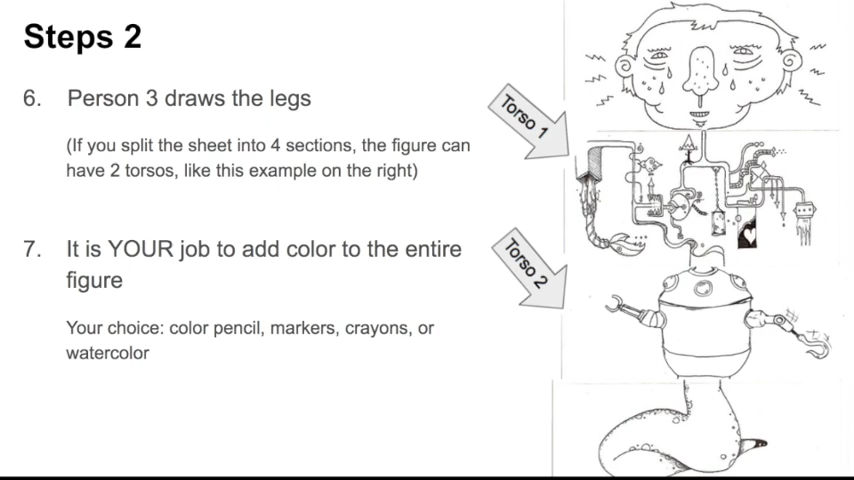 Steps 2
6. Person 3 draws the legs
(If you split the sheet into 4 sections, the figure can
have 2 torsos, like this example on the right)
7. It is YOUR job to add color to the entire
figure
Your choice: color pencil, markers, crayons, or
watercolor
Torso 1
Torso 2